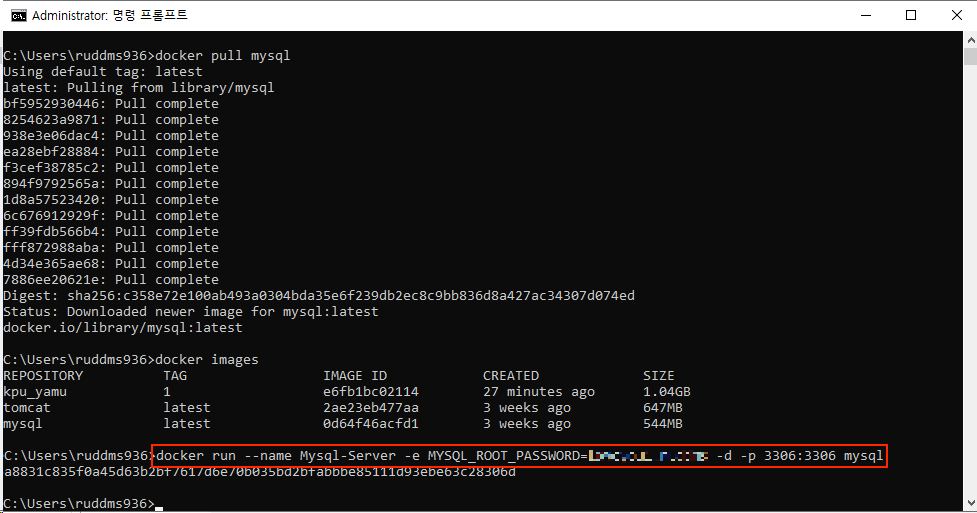 Administrator: 명령 프롬프트
C:\Users\ruddms936>docker pull mysql
Using default tag: latest
latest: Pulling from library/mysql
bf5952930446: Pull complete
8254623a9871: Pull complete
938e3e06dac4: Pull complete
ea28ebf28884: Pull complete
f3cef38785c2: Pull complete
894f9792565a: Pull complete
1d8a57523420: Pull complete
6c676912929f: Pull complete
ff39fdb566b4: Pull complete
fff872988aba: Pull complete
4d34e365ae68: Pull complete
7886ee20621e: Pull complete
Digest: sha256:c358e72e100ab493a0304bda35e6f239db2ec8c9bb836d8a427ac34307d074ed
Status: Downloaded newer image for mysql:latest
docker.io/library/mysql:latest
C:\Users\ruddms936>docker images
REPOSITORY TAG IMAGE ID CREATED SIZE
kpu_yamu 1 e6fb1bc02114 27 minutes ago 1.04GB
tomcat latest 2ae23eb477aa 3 weeks ago 647MB
mysql latest 0d64f46acfd1 3 weeks ago 544MB
C:\Users\ruddms936>docker run --name Mysql-Server -e MYSQL_ROOT_PASSWORD= -d -p 3306:3306 mysql
a8831c835f0a45d63b2bf7617d6e70b035bd2bfabbbe85111d93ebe63c28306d
C:\Users\ruddms936>